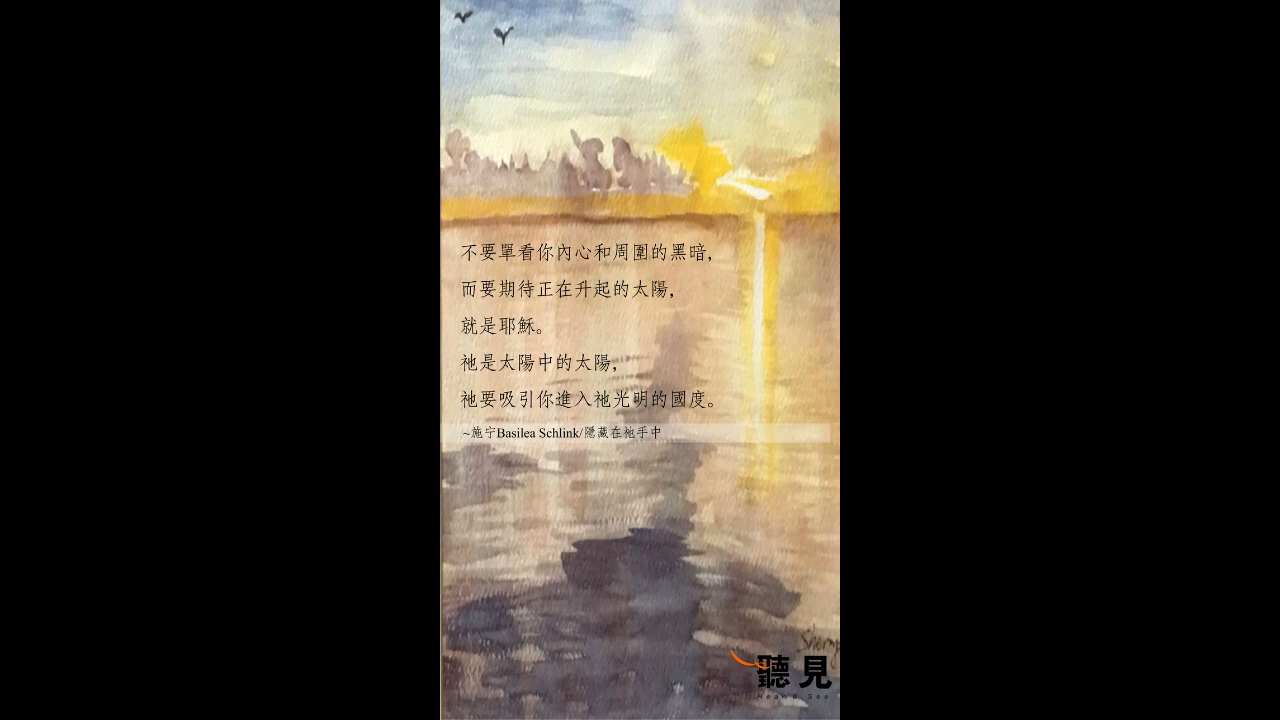 不要單看你內心和周圍的黑暗,
而要期待正在升起的太陽,
就是耶穌。
祂是太陽中的太陽,
祂要吸引你進入祂光明的國度。
~施宁Basilea Schlink/隱藏在祂手中
聽見
Hear & See